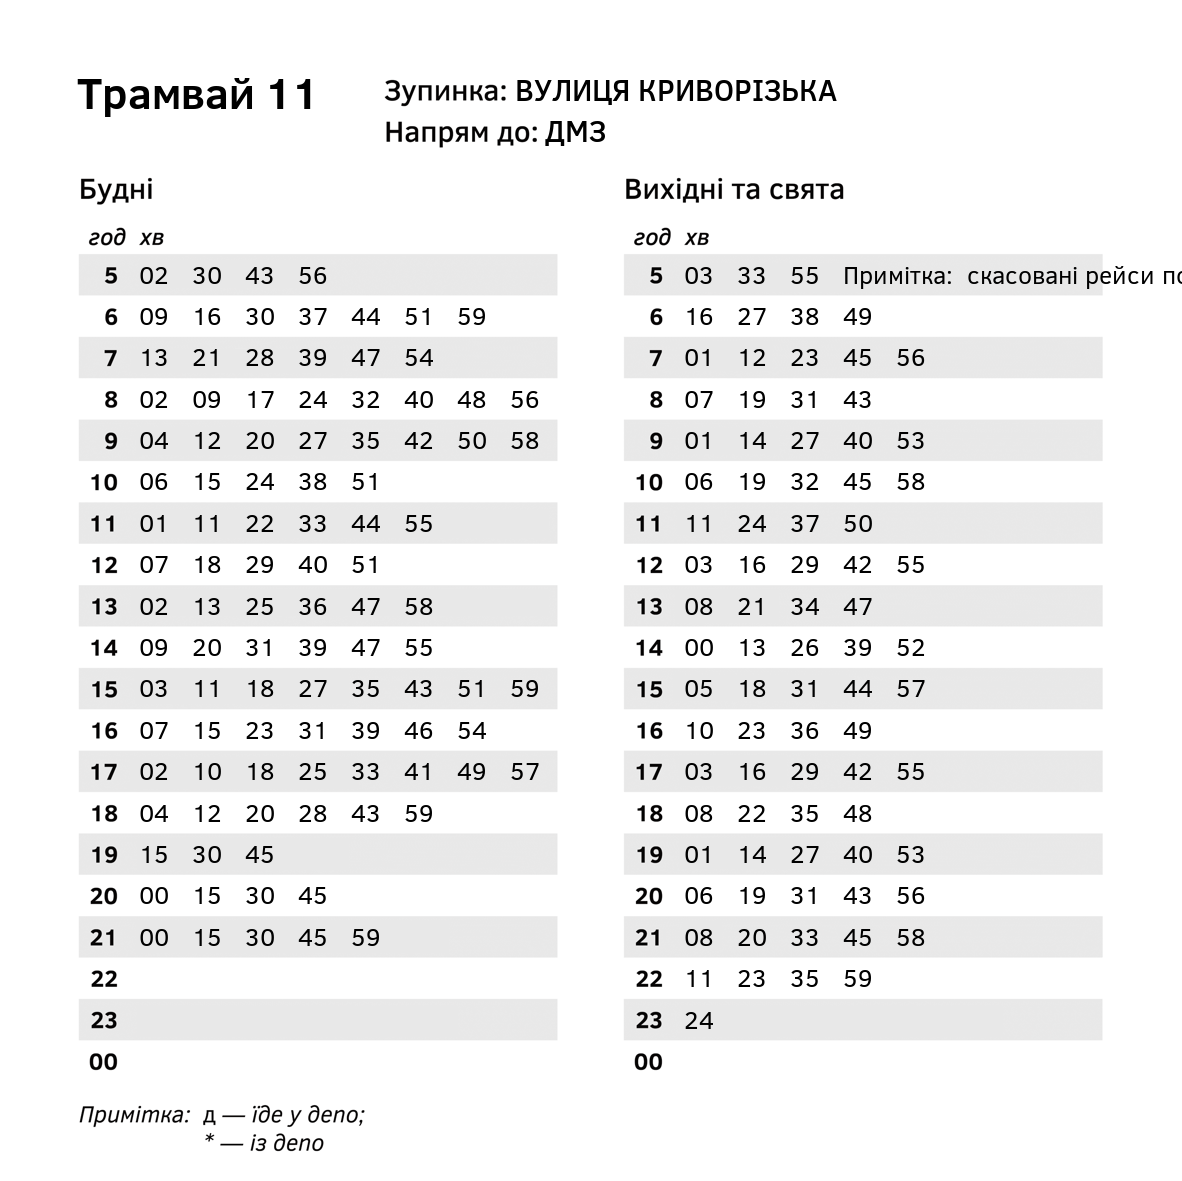 Трамвай 11
Зупинка: ВУЛИЦЯ КРИВОРІЗЬКА
Напрям до: ДМЗ
Будні
год хв
5 02 30 43 56
6 09 16 30 37 44 51 59
7 13 21 28 39 47 54
8 02 09 17 24 32 40 48 56
9 04 12 20 27 35 42 50 58
10 06 15 24 38 51
11 01 11 22 33 44 55
12 07 18 29 40 51
13 02 13 25 36 47 58
14 09 20 31 39 47 55
15 03 11 18 27 35 43 51 59
16 07 15 23 31 39 46 54
17 02 10 18 25 33 41 49 57
18 04 12 20 28 43 59
19 15 30 45
20 00 15 30 45
21 00 15 30 45 59
22
23
00
Вихідні та свята
год хв
5 03 33 55 Примітка: скасовані рейси
6 16 27 38 49
7 01 12 23 45 56
8 07 19 31 43
9 01 14 27 40 53
10 06 19 32 45 58
11 11 24 37 50
12 03 16 29 42 55
13 08 21 34 47
14 00 13 26 39 52
15 05 18 31 44 57
16 10 23 36 49
17 03 16 29 42 55
18 08 22 35 48
19 01 14 27 40 53
20 06 19 31 43 56
21 08 20 33 45 58
22 11 23 35 59
23 24
00
Примітка: д — їде у депо;
* — із депо